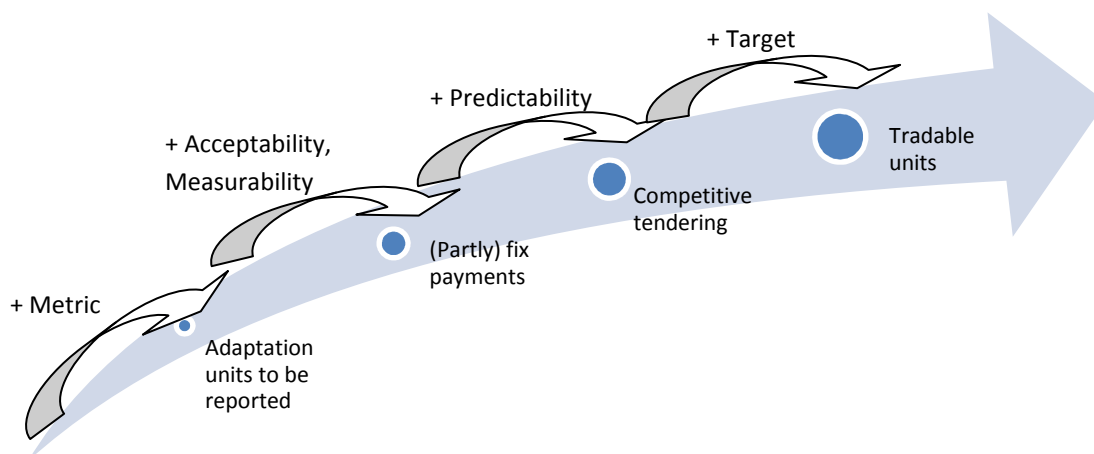 + Target
+ Predictability
+ Acceptability,
Measurability
+ Metric
Tradable
units
Competitive
tendering
(Partly) fix
payments
Adaptation
units to be
reported